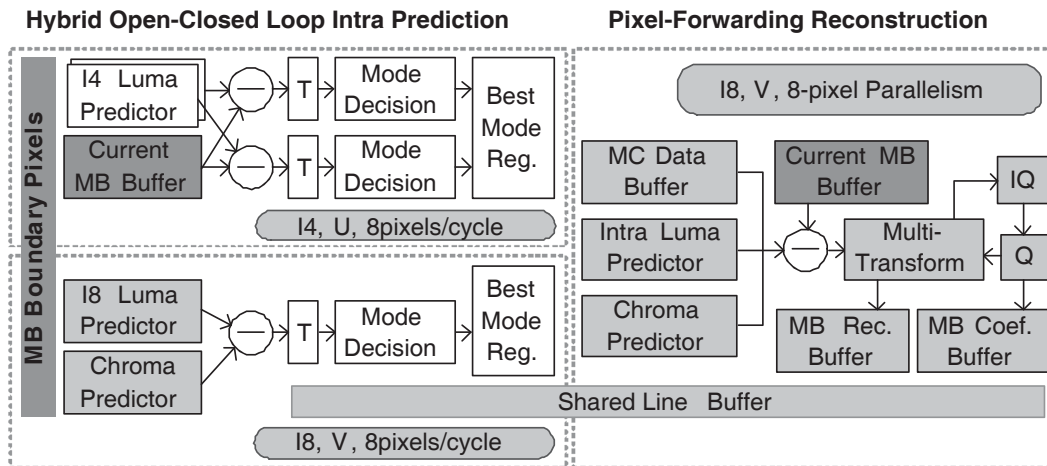 Hybrid Open-Closed Loop Intra Prediction
MB Boundary Pixels
I4 Luma
Predictor
Current
MB Buffer
—
—
T
T
Mode
Decision
Mode
Decision
Best
Mode
Reg.
I4, U, 8pixels/cycle
I8 Luma
Predictor
Chroma
Predictor
—
T
Mode
Decision
Best
Mode
Reg.
I8, V, 8pixels/cycle
Pixel-Forwarding Reconstruction
I8, V, 8-pixel Parallelism
MC Data
Buffer
Current MB
Buffer
IQ
Intra Luma
Predictor
—
Multi-
Transform
Q
Chroma
Predictor
MB Rec.
Buffer
MB Coef.
Buffer
Shared Line Buffer